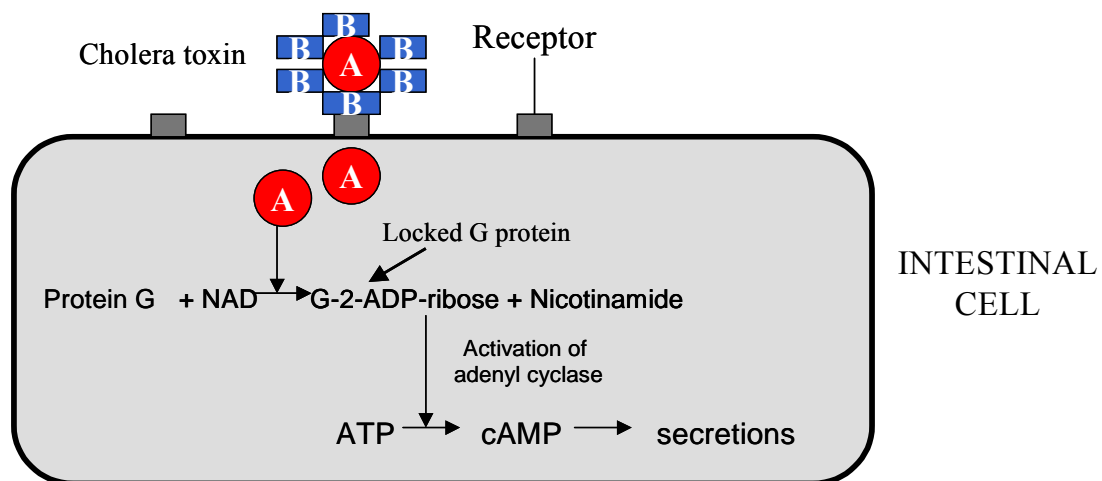 Cholera toxin
B
B
B
A
B
B
B
Receptor
A
A
Locked G protein
Protein G + NAD
G-2-ADP-ribose + Nicotinamide
Activation of
adenyl cyclase
ATP
cAMP
secretions
INTESTINAL
CELL